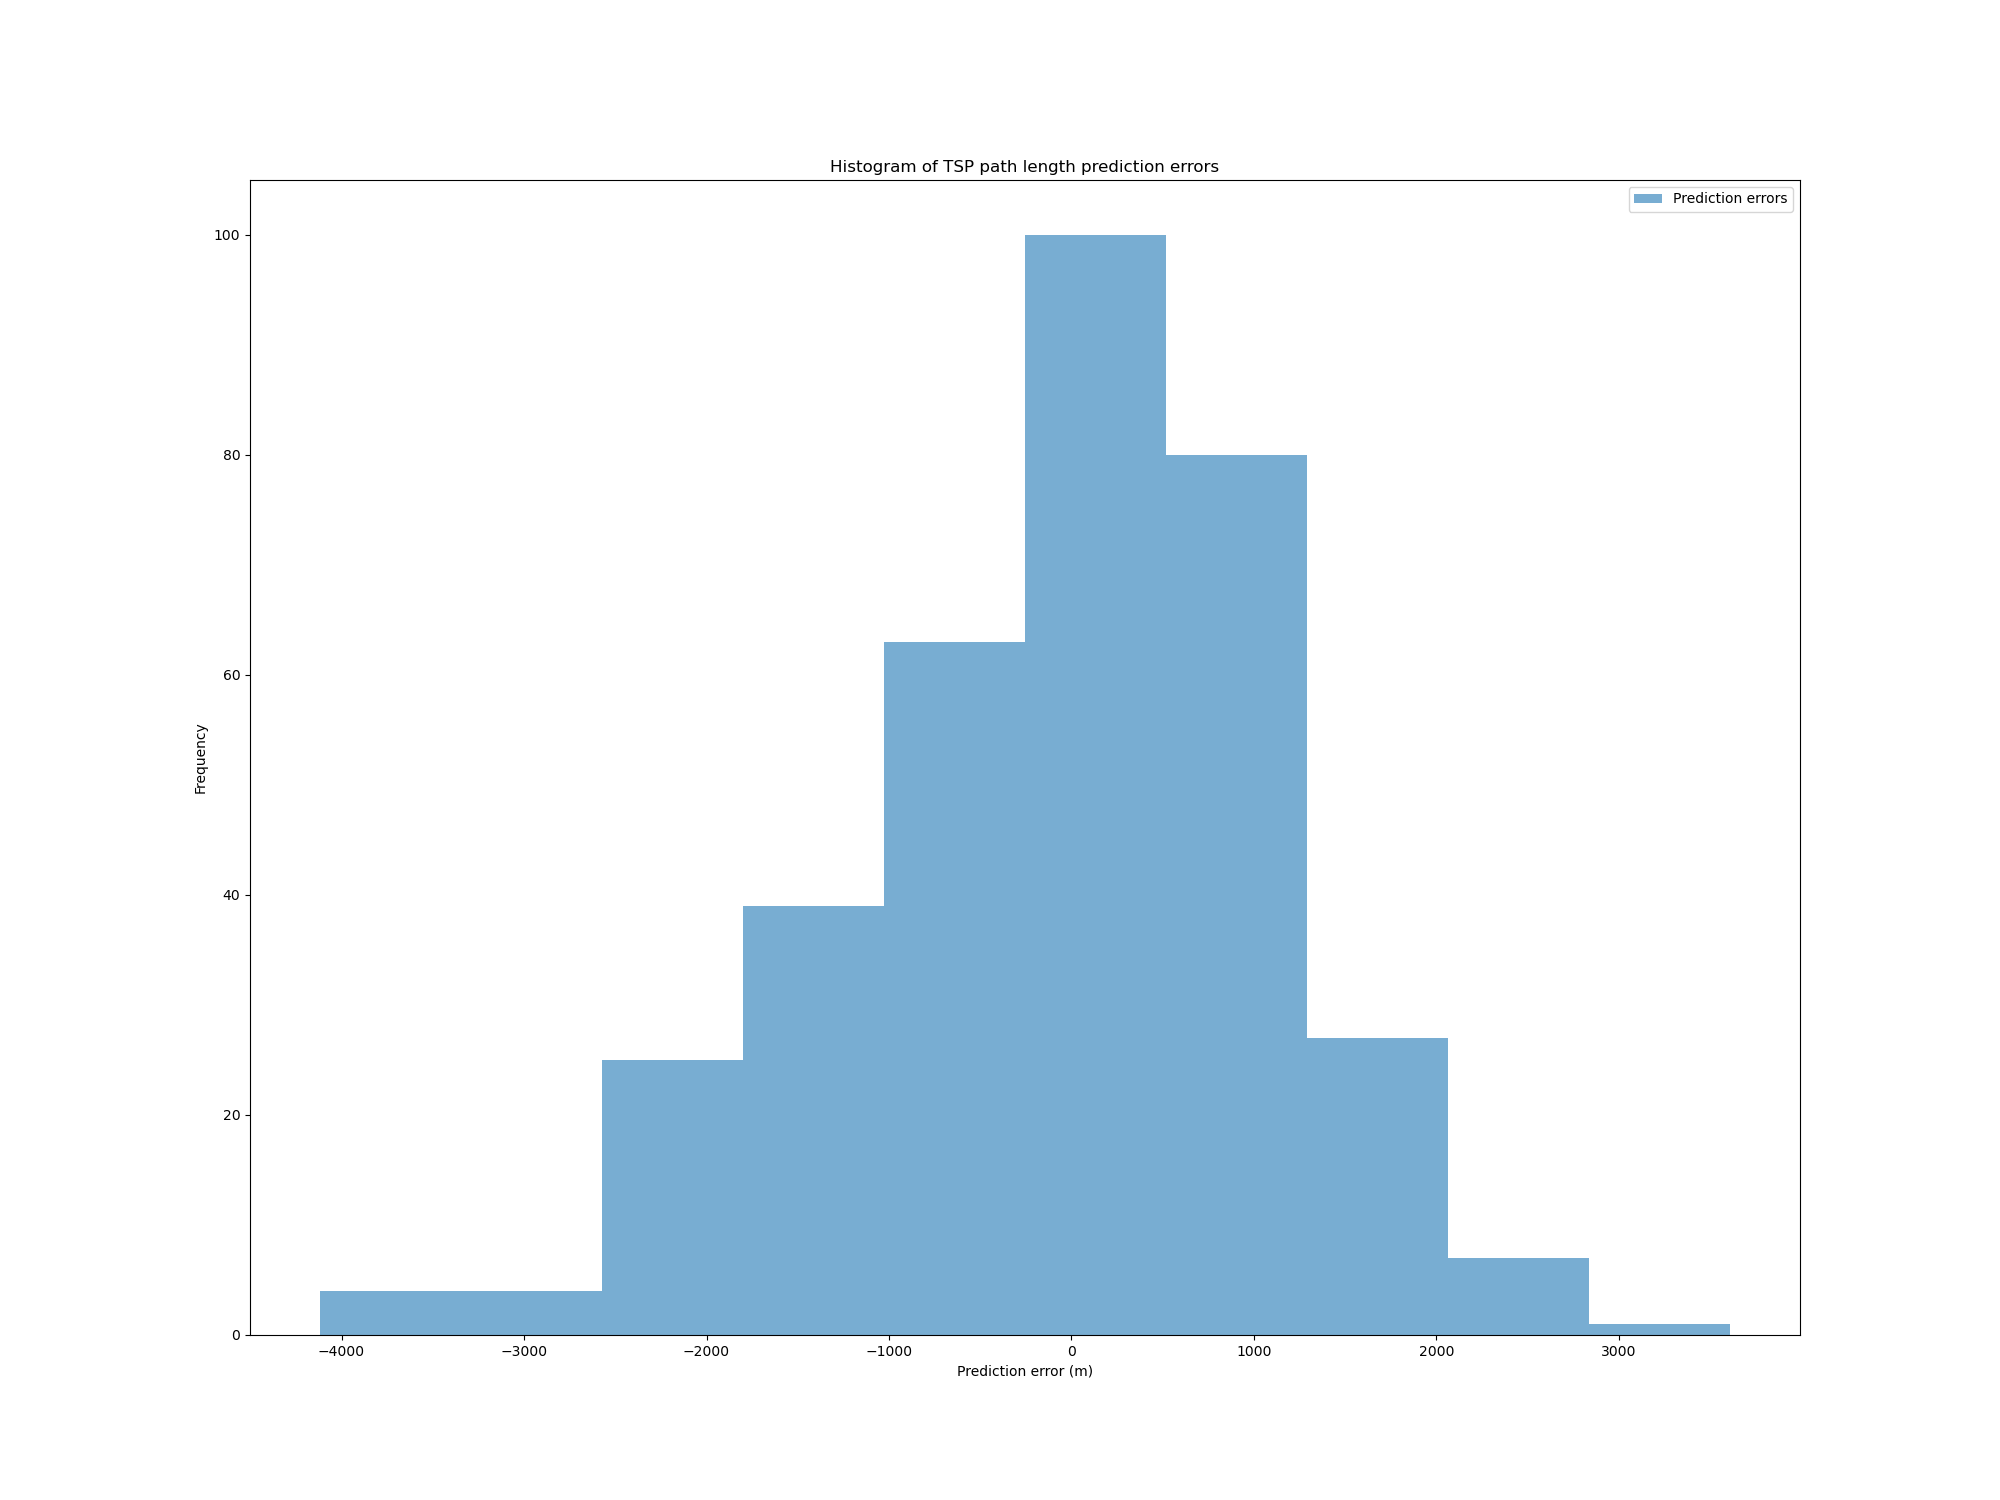 Histogram of TSP path length prediction errors
Prediction errors
100
80
60
40
20
0
Frequency
−4000 −3000 −2000 −1000 0 1000 2000 3000
Prediction error (m)